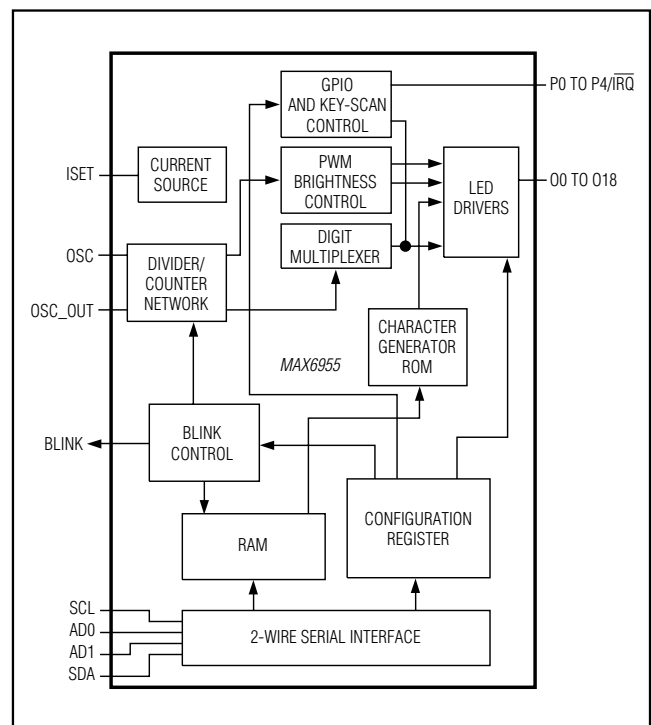 GPIO
AND KEY-SCAN
CONTROL
P0 TO P4/IRQ
ISET
CURRENT
SOURCE
PWM
BRIGHTNESS
CONTROL
LED
DRIVERS
O0 TO O18
OSC
OSC_OUT
DIVIDER/
COUNTER
NETWORK
DIGIT
MULTIPLEXER
MAX6955
CHARACTER
GENERATOR
ROM
BLINK
BLINK
CONTROL
RAM
CONFIGURATION
REGISTER
SCL
AD0
AD1
SDA
2-WIRE SERIAL INTERFACE